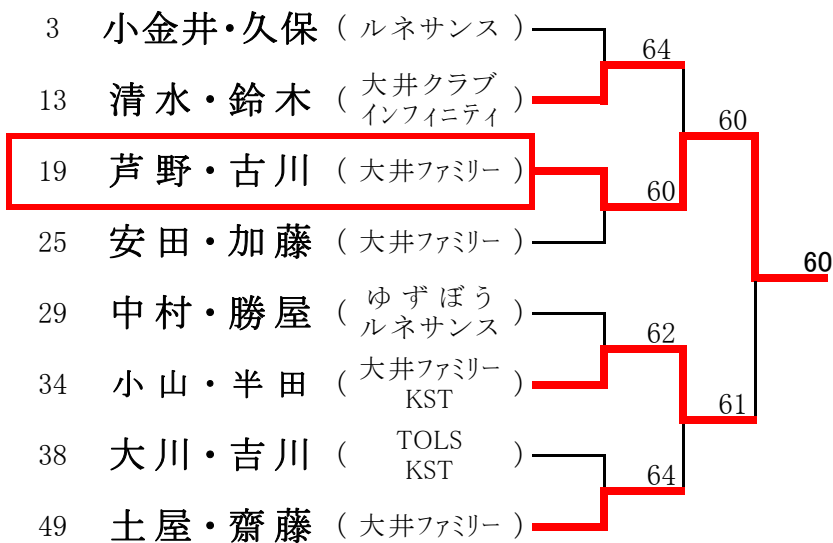 3 小金井・久保 ( ルネサンス )
64
13 清水・鈴木 ( 大井クラブ
インフィニティ )
60
19 芦野・古川 ( 大井ファミリー )
60
25 安田・加藤 ( 大井ファミリー )
60
29 中村・勝屋 ( ゆずぼう
ルネサンス )
62
34 小山・半田 ( 大井ファミリー
KST )
61
38 大川・吉川 ( TOLS
KST )
64
49 土屋・齋藤 ( 大井ファミリー )